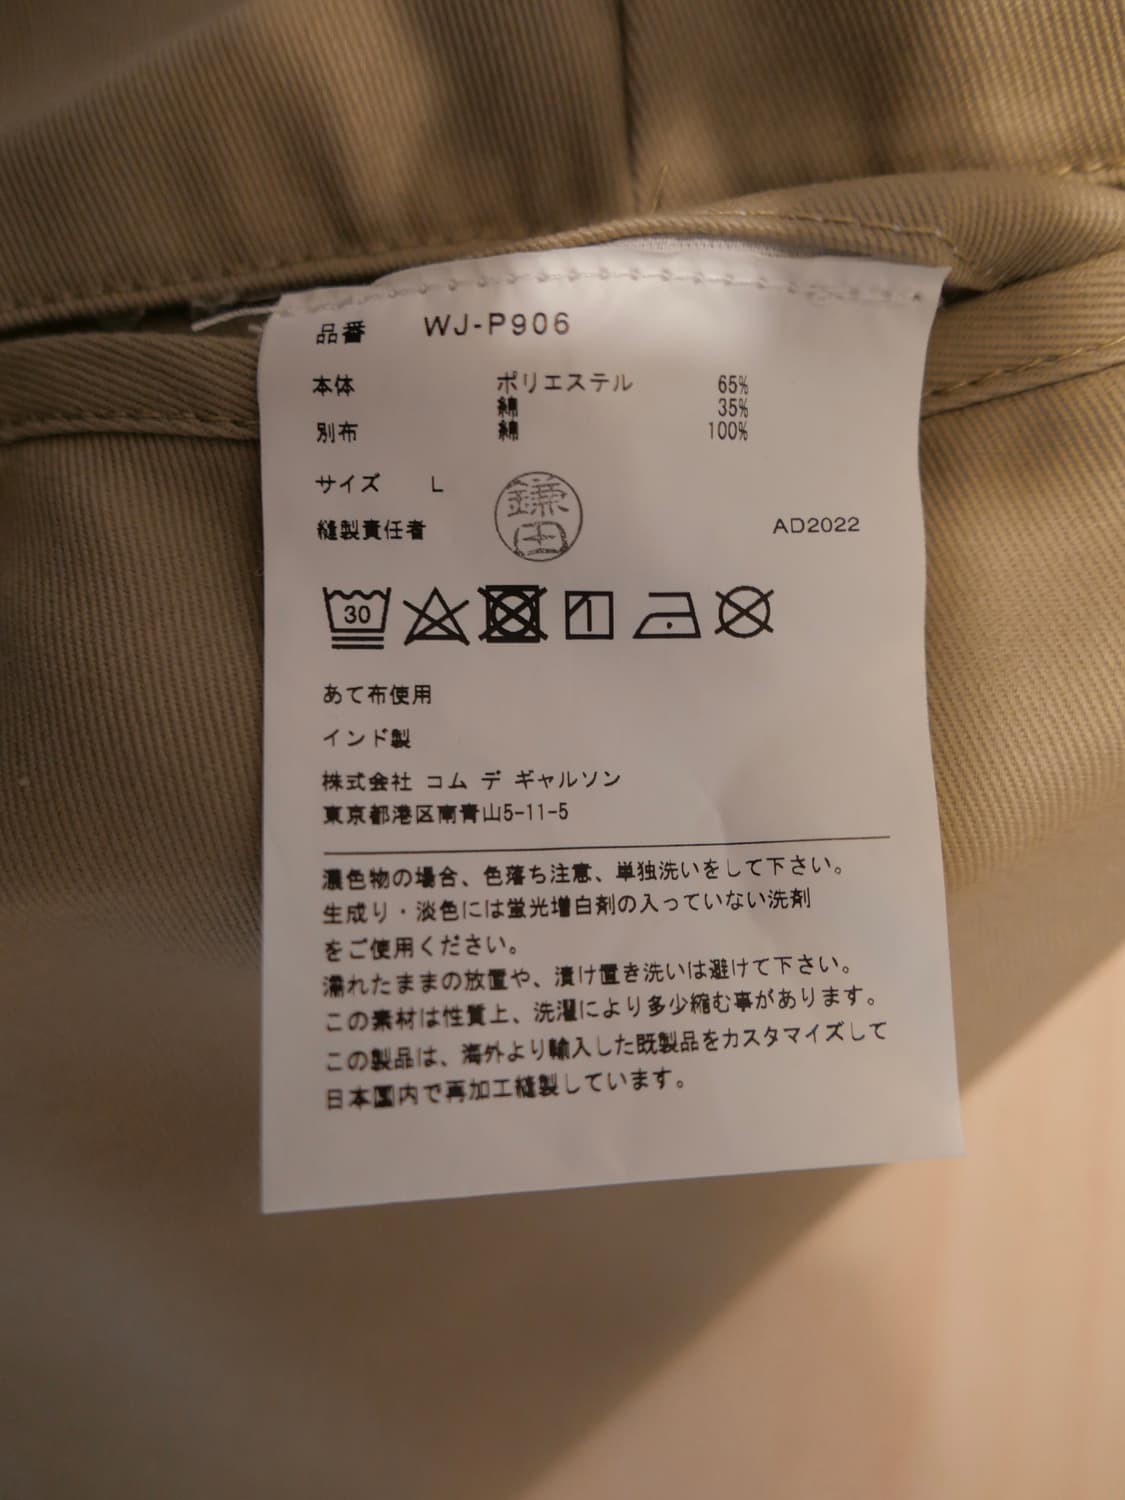 品番 WJ-P906
本体 ポリエステル 65%
綿 35%
別布 綿 100%
サイズ L
縫製責任者 鎌田 AD2022
30
あて布使用
インド製
株式会社 コム デ ギャルソン
東京都港区南青山5-11-5
濃色物の場合、色落ち注意、単独洗いをして下さい。
生成り・淡色には蛍光増白剤の入っていない洗剤
をご使用ください。
濡れたままの放置や、漬け置き洗いは避けて下さい。
この素材は性質上、洗濯により多少縮む事があります。
この製品は、海外より輸入した既製品をカスタマイズして
日本国内で再加工縫製しています。